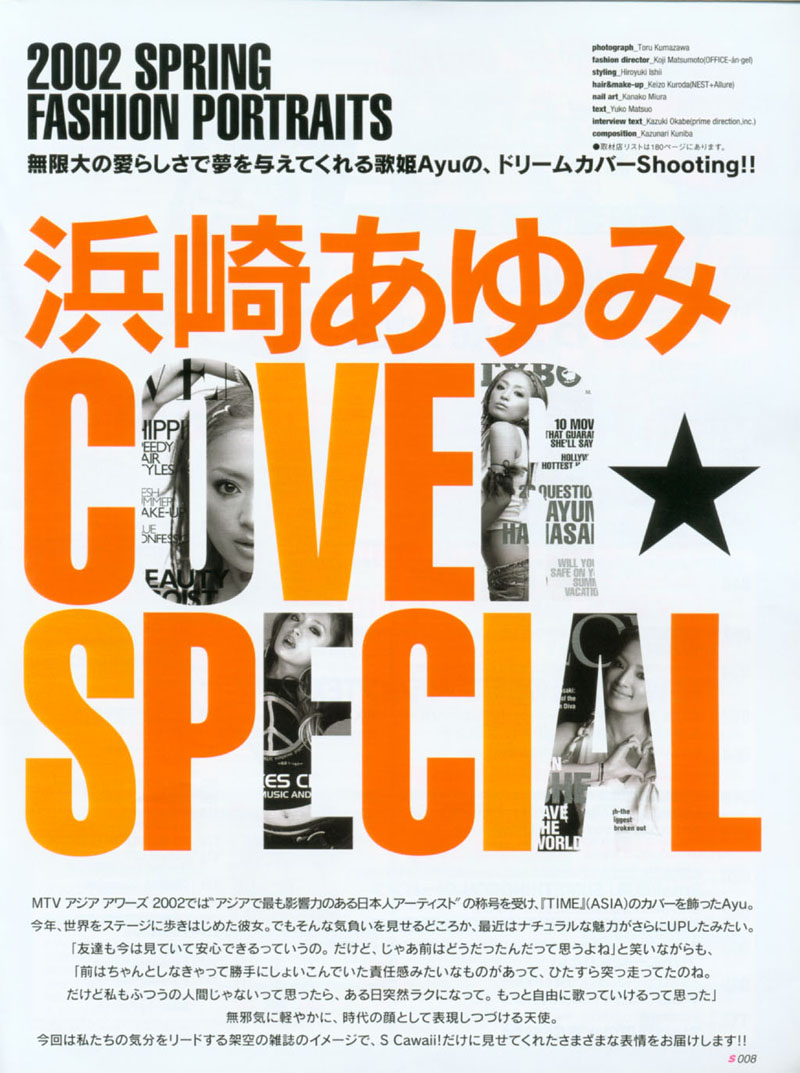 2002 SPRING
FASHION PORTRAITS
photograph_Toru Kumazawa
fashion director_Koji Matsumoto(OFFICE-án-gel)
styling_Hiroyuki Ishii
hair&make-up_Keizo Kuroda(NEST+Allure)
nail art_Kanako Miura
text_Yuko Matsuo
interview text_Kazuki Okabe(prime direction,inc.)
composition_Kazunari Kuniba
●取材店リストは180ページにあります。
無限大の愛らしさで夢を与えてくれる歌姫Ayuの、ドリームカバーShooting!!
浜崎あゆみ
COVER★
SPECIAL
10 MOV
THAT GUARA
SHE'LL SAY
HOLLYW
HOTTEST
QUESTIO
AYUM
HA ASA
WILL YO
SAFE ON Y
SUM
VACATIO
HIPPI
EEDY
AIR
TYLES
AKE-UP
EAUTY
KES C
MUSIC AND
of the
n Diva
AVE
THE
WORLD
ph-the
iggest
broken out
MTV アジア アワーズ 2002では"アジアで最も影響力のある日本人アーティスト"の称号を受け、『TIME』(ASIA)のカバーを飾ったAyu。
今年、世界をステージに歩きはじめた彼女。でもそんな気負いを見せるどころか、最近はナチュラルな魅力がさらにUPしたみたい。
「友達も今は見ていて安心できるっていうの。だけど、じゃあ前はどうだったんだって思うよね」と笑いながらも、
「前はちゃんとしなきゃって勝手にしょいこんでいた責任感みたいなものがあって、ひたすら突っ走ってたのね。
だけど私もふつうの人間じゃないって思ったら、ある日突然ラクになって。もっと自由に歌っていけるって思った」
無邪気に軽やかに、時代の顔として表現しつづける天使。
今回は私たちの気分をリードする架空の雑誌のイメージで、S Cawaii!だけに見せてくれたさまざまな表情をお届けします!!
S 008